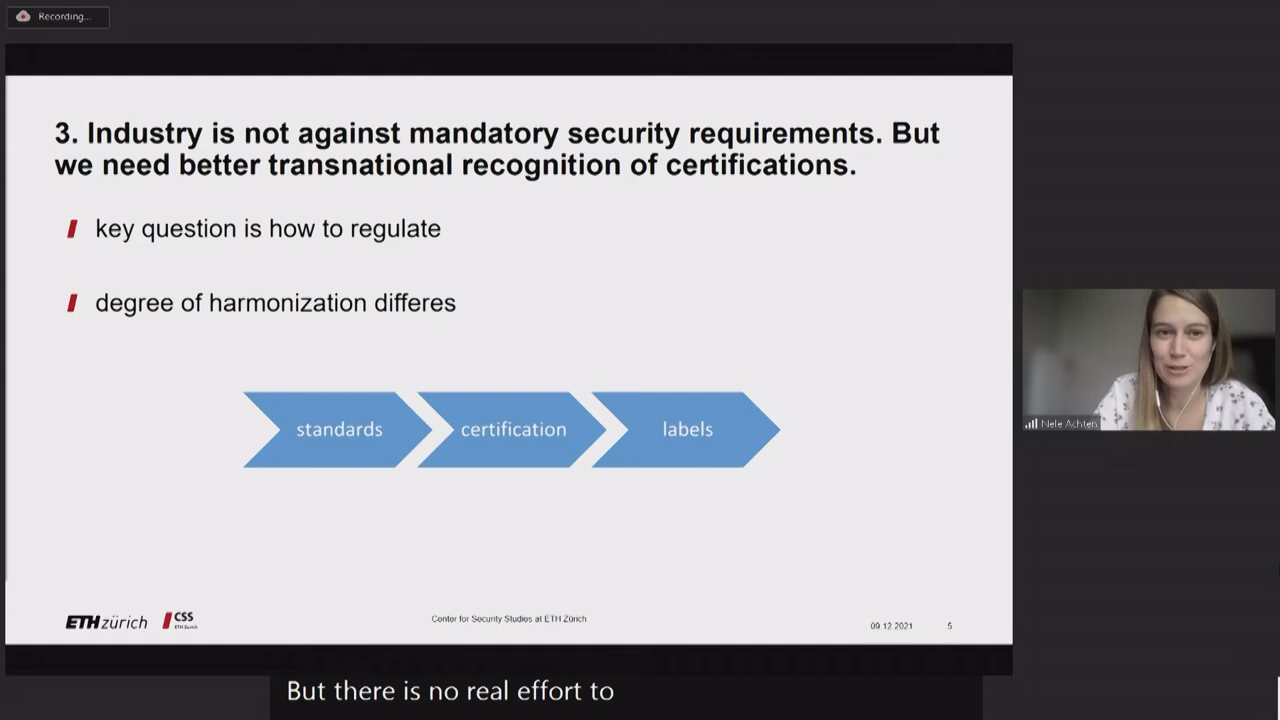 Recording...
3. Industry is not against mandatory security requirements. But
we need better transnational recognition of certifications.
key question is how to regulate
degree of harmonization differes
standards
certification
labels
Nele Achten
ETH zürich
CSS
ETH Zurich
Center for Security Studies at ETH Zürich
09.12.2021
5
But there is no real effort to